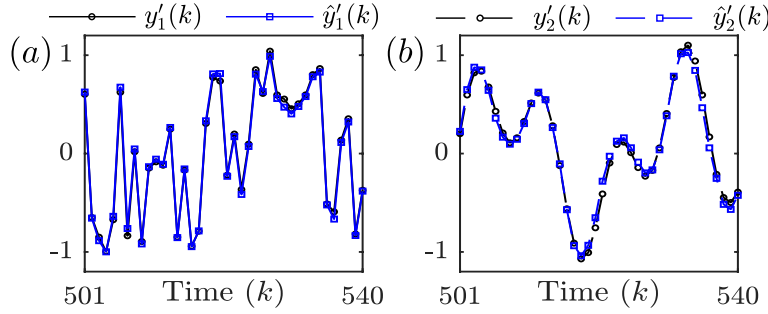 y′₁(k) ŷ′₁(k) y′₂(k) ŷ′₂(k)
(a) (b)
1 1
0 0
-1 -1
501 Time (k) 540 501 Time (k) 540